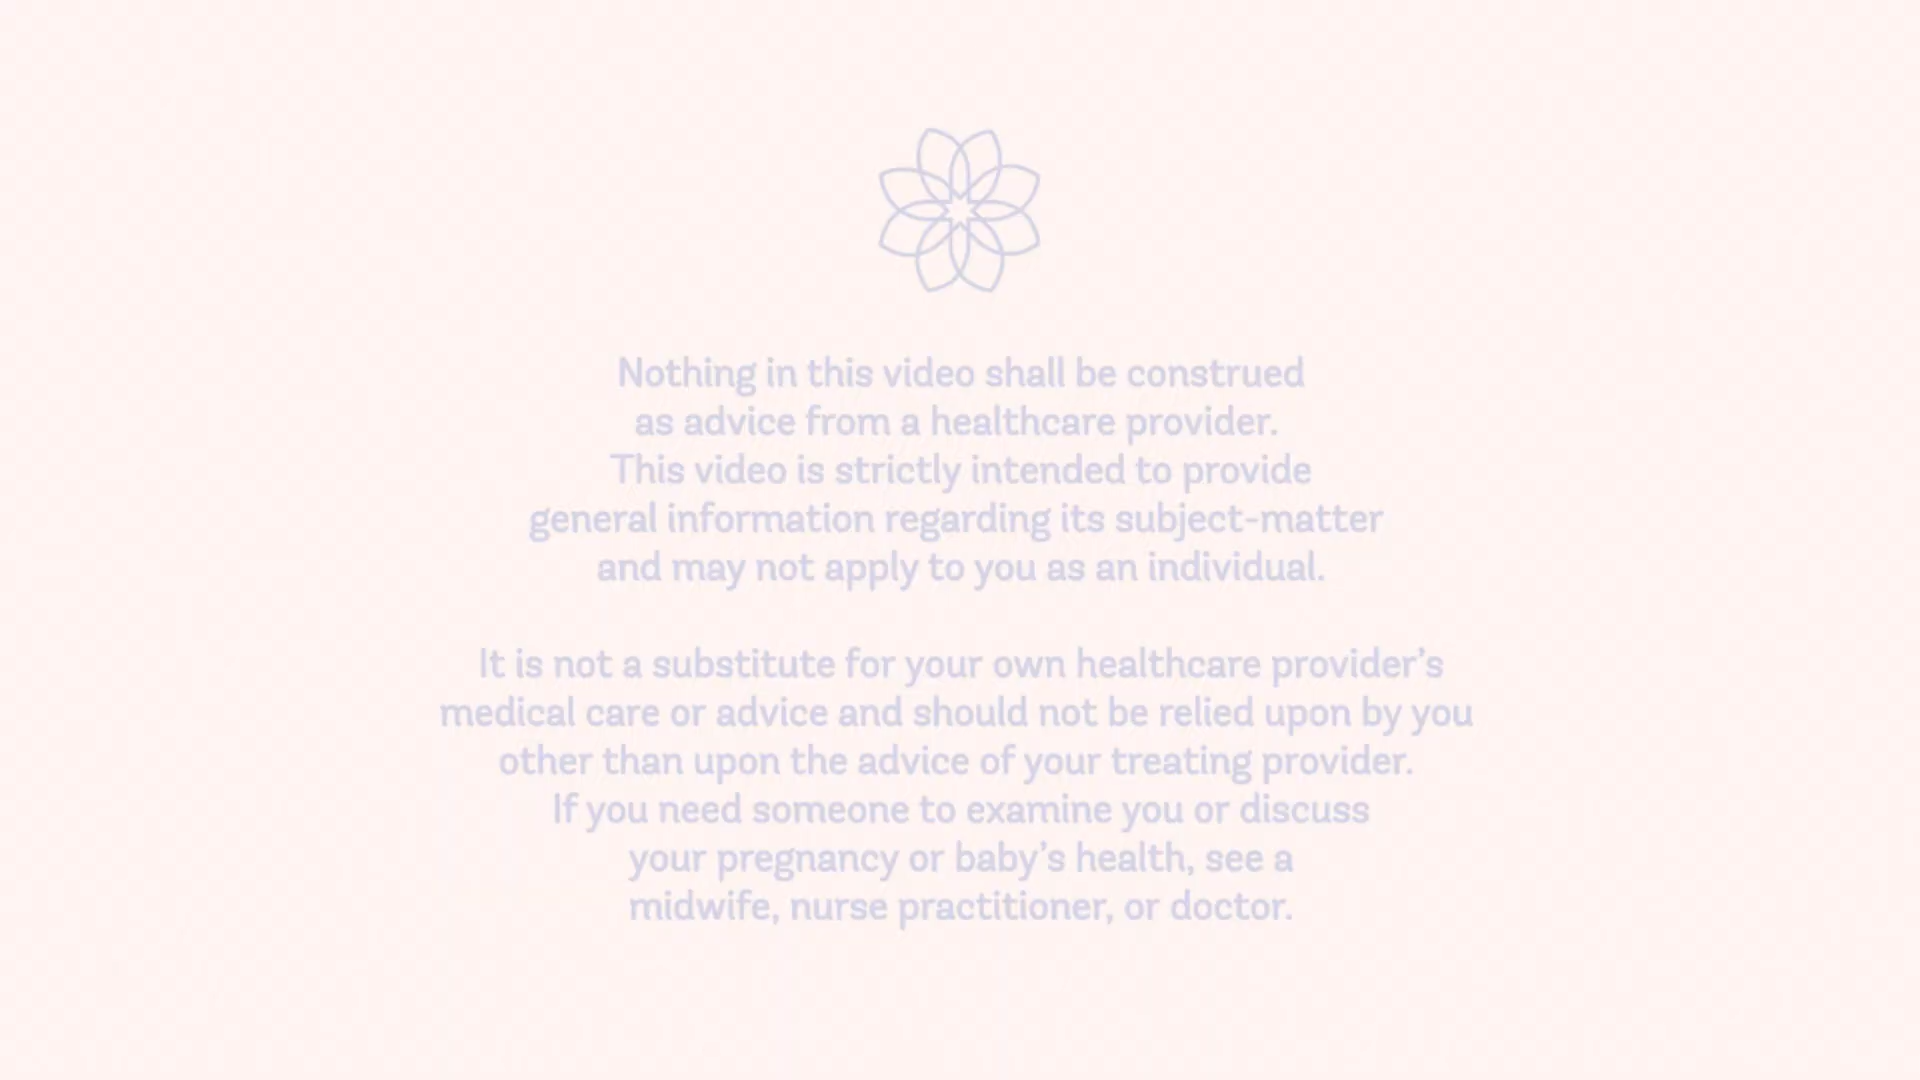 Nothing in this video shall be construed
as advice from a healthcare provider.
This video is strictly intended to provide
general information regarding its subject-matter
and may not apply to you as an individual.
It is not a substitute for your own healthcare provider’s
medical care or advice and should not be relied upon by you
other than upon the advice of your treating provider.
If you need someone to examine you or discuss
your pregnancy or baby’s health, see a
midwife, nurse practitioner, or doctor.